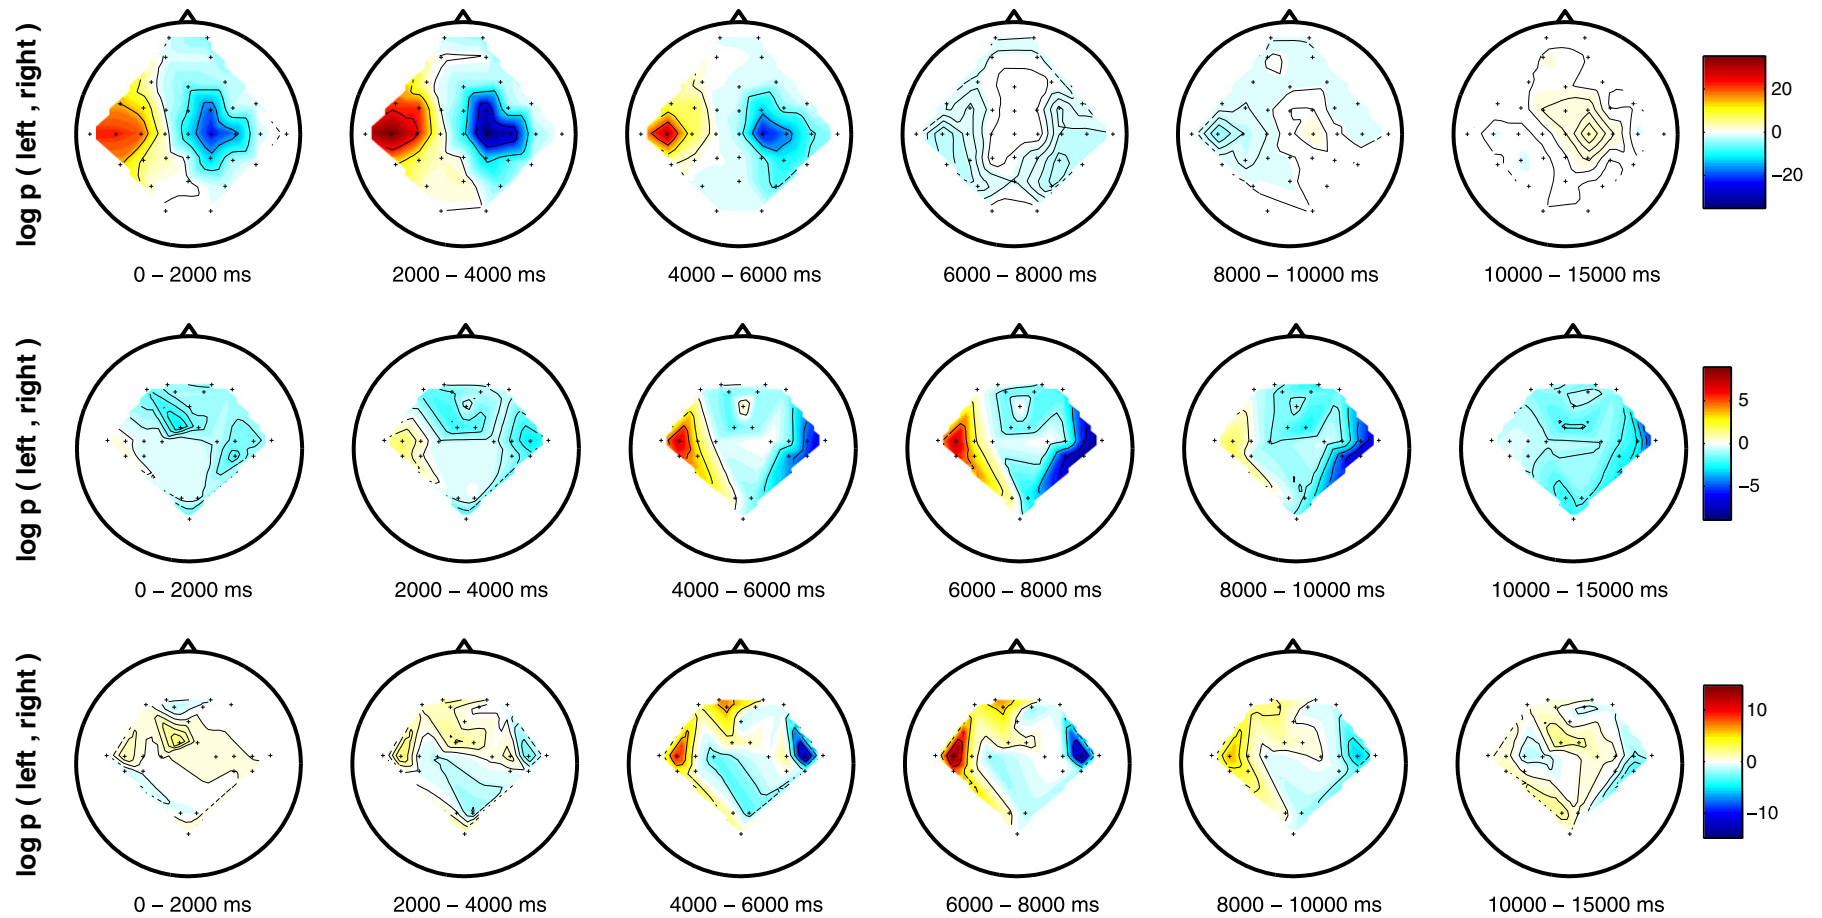 log p ( left , right )
0 – 2000 ms
2000 – 4000 ms
4000 – 6000 ms
6000 – 8000 ms
8000 – 10000 ms
10000 – 15000 ms
20
0
−20
log p ( left , right )
0 – 2000 ms
2000 – 4000 ms
4000 – 6000 ms
6000 – 8000 ms
8000 – 10000 ms
10000 – 15000 ms
5
0
−5
log p ( left , right )
0 – 2000 ms
2000 – 4000 ms
4000 – 6000 ms
6000 – 8000 ms
8000 – 10000 ms
10000 – 15000 ms
10
0
−10